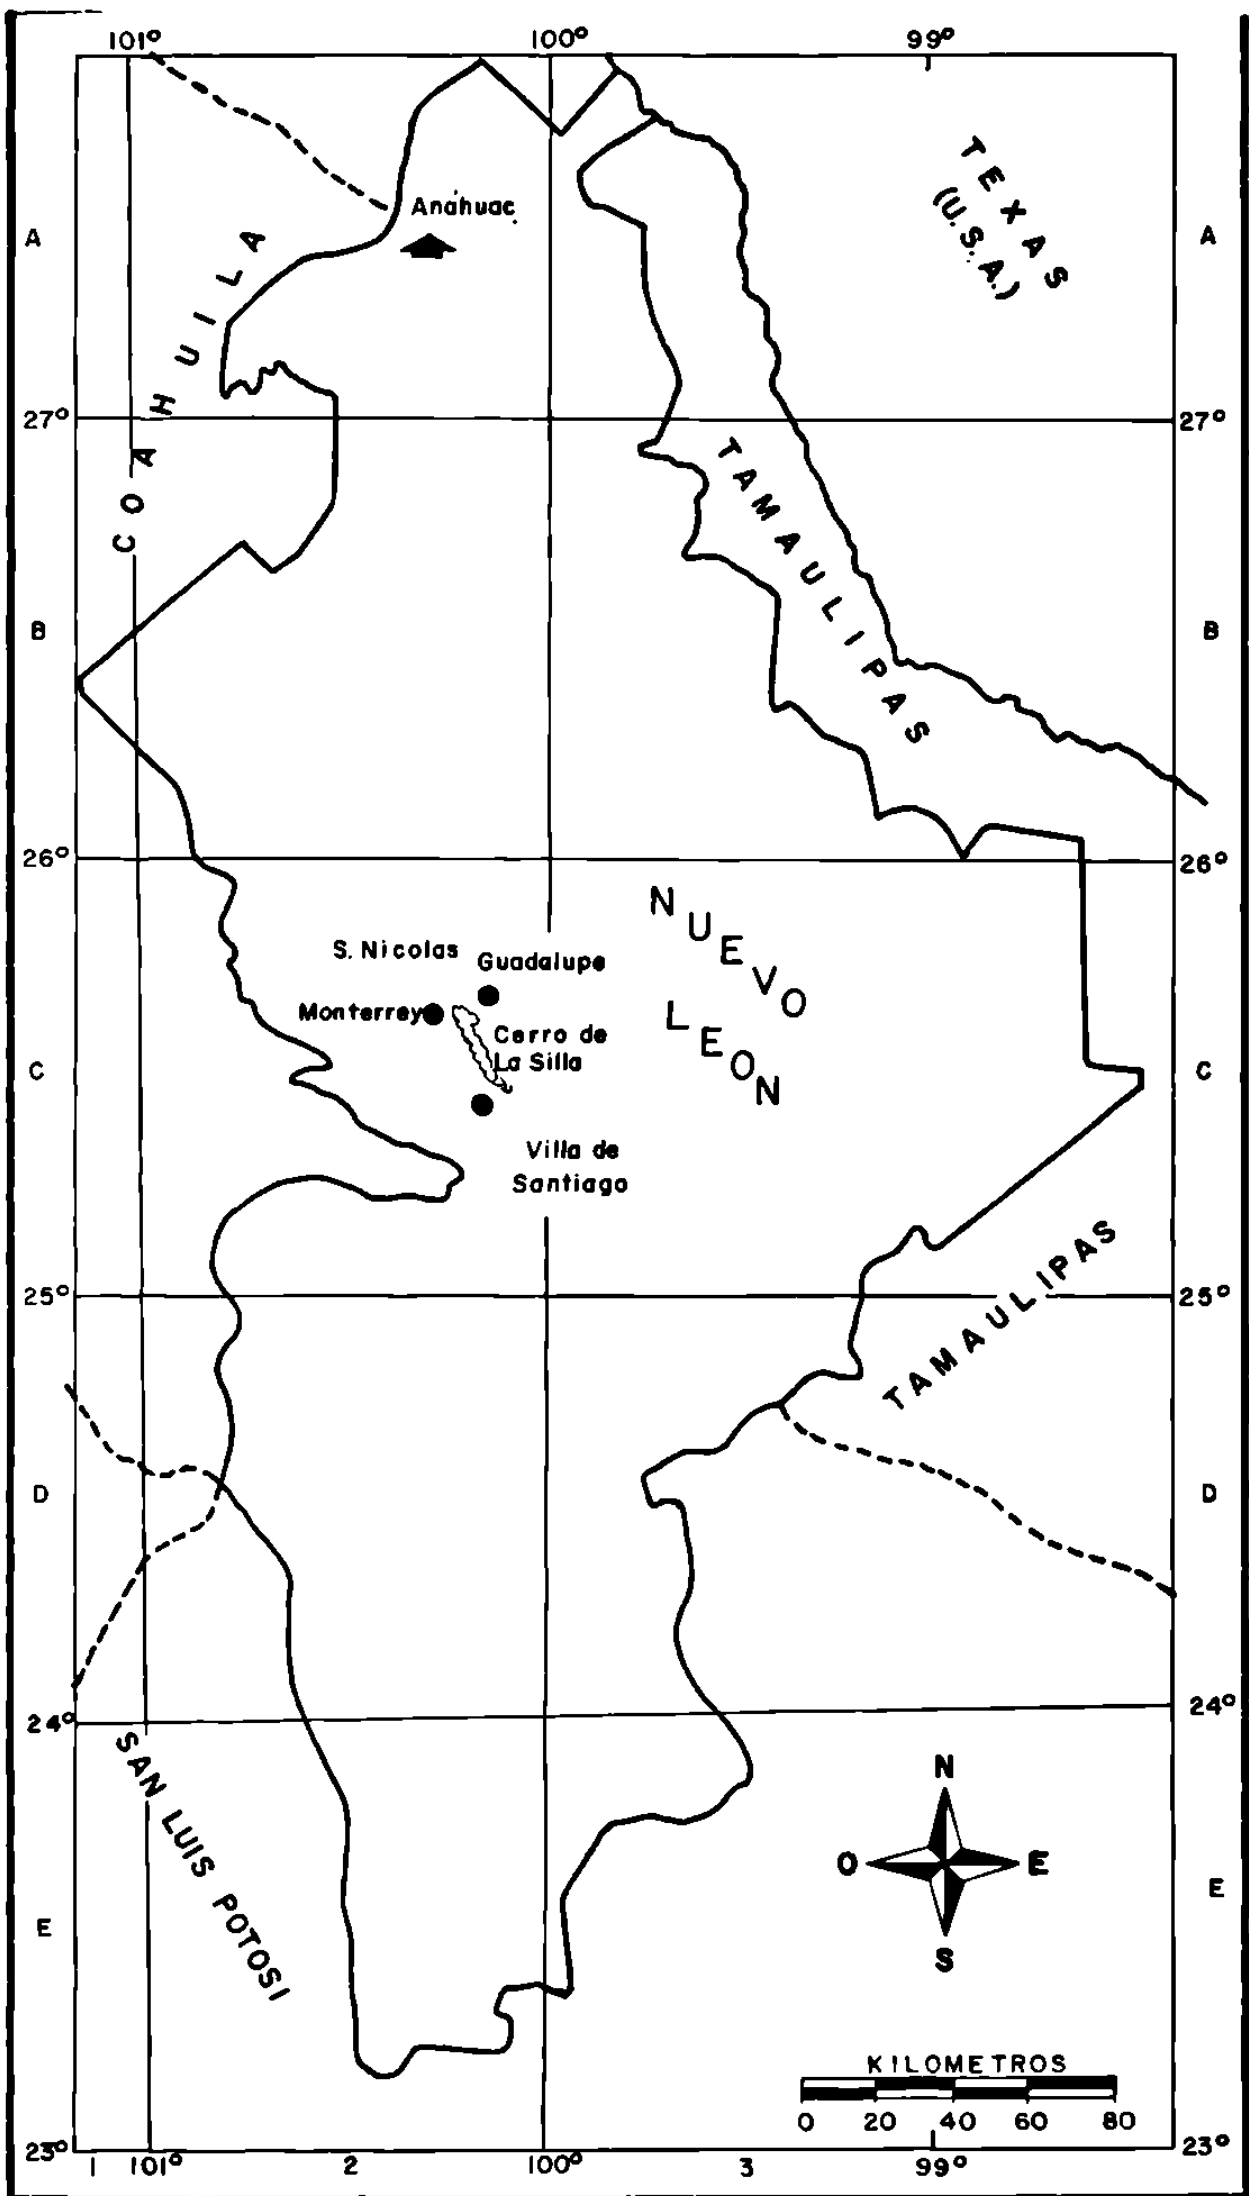 101° 100° 99°
TEXAS
(U.S.A.)
Anáhuac
A A
COAHUILA
27° 27°
TAMAULIPAS
B B
26° 26°
NUEVO
LEON
S. Nicolas
Guadalupe
Monterrey
Cerro de
La Silla
C C
Villa de
Santiago
TAMAULIPAS
25° 25°
D D
24° 24°
SAN LUIS POTOSI
N
O E
S
E E
KILOMETROS
0 20 40 60 80
23° 23°
1 101° 2 100° 3 99°